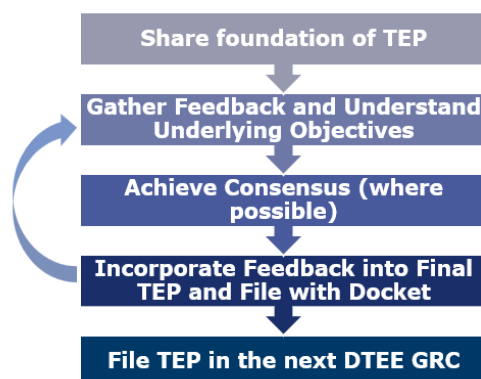 Share foundation of TEP
Gather Feedback and Understand
Underlying Objectives
Achieve Consensus (where
possible)
Incorporate Feedback into Final
TEP and File with Docket
File TEP in the next DTEE GRC